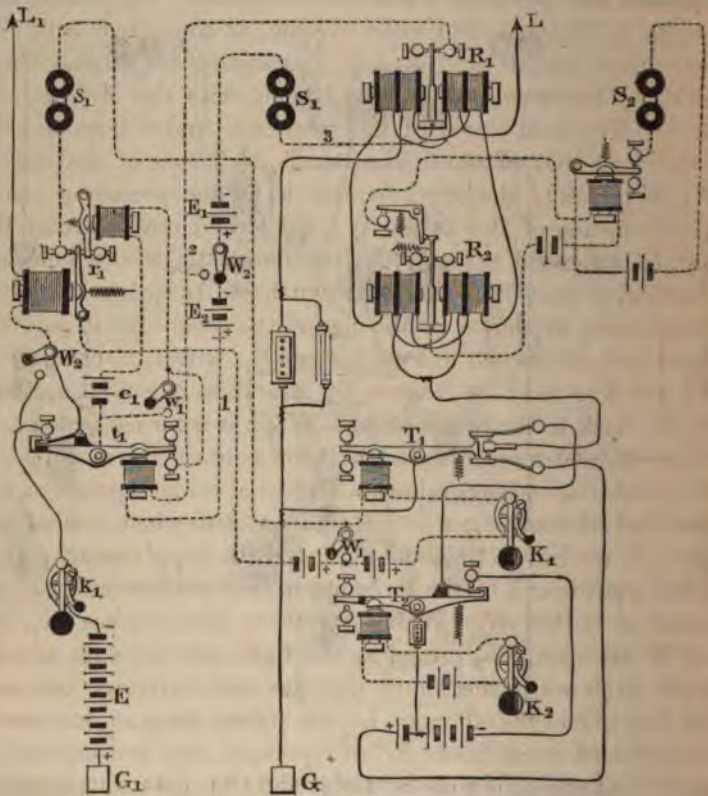 L₁ L
R₁
S₁ S₁ S₂
3
E₁
+
2 W₂
R₂
r₁
E₂
+
W₂
e₁ w₁ 1
t₁ T₁
K₁ W₁ K₁
+ +
T₂
E K₂
+ -
+
G₁ G